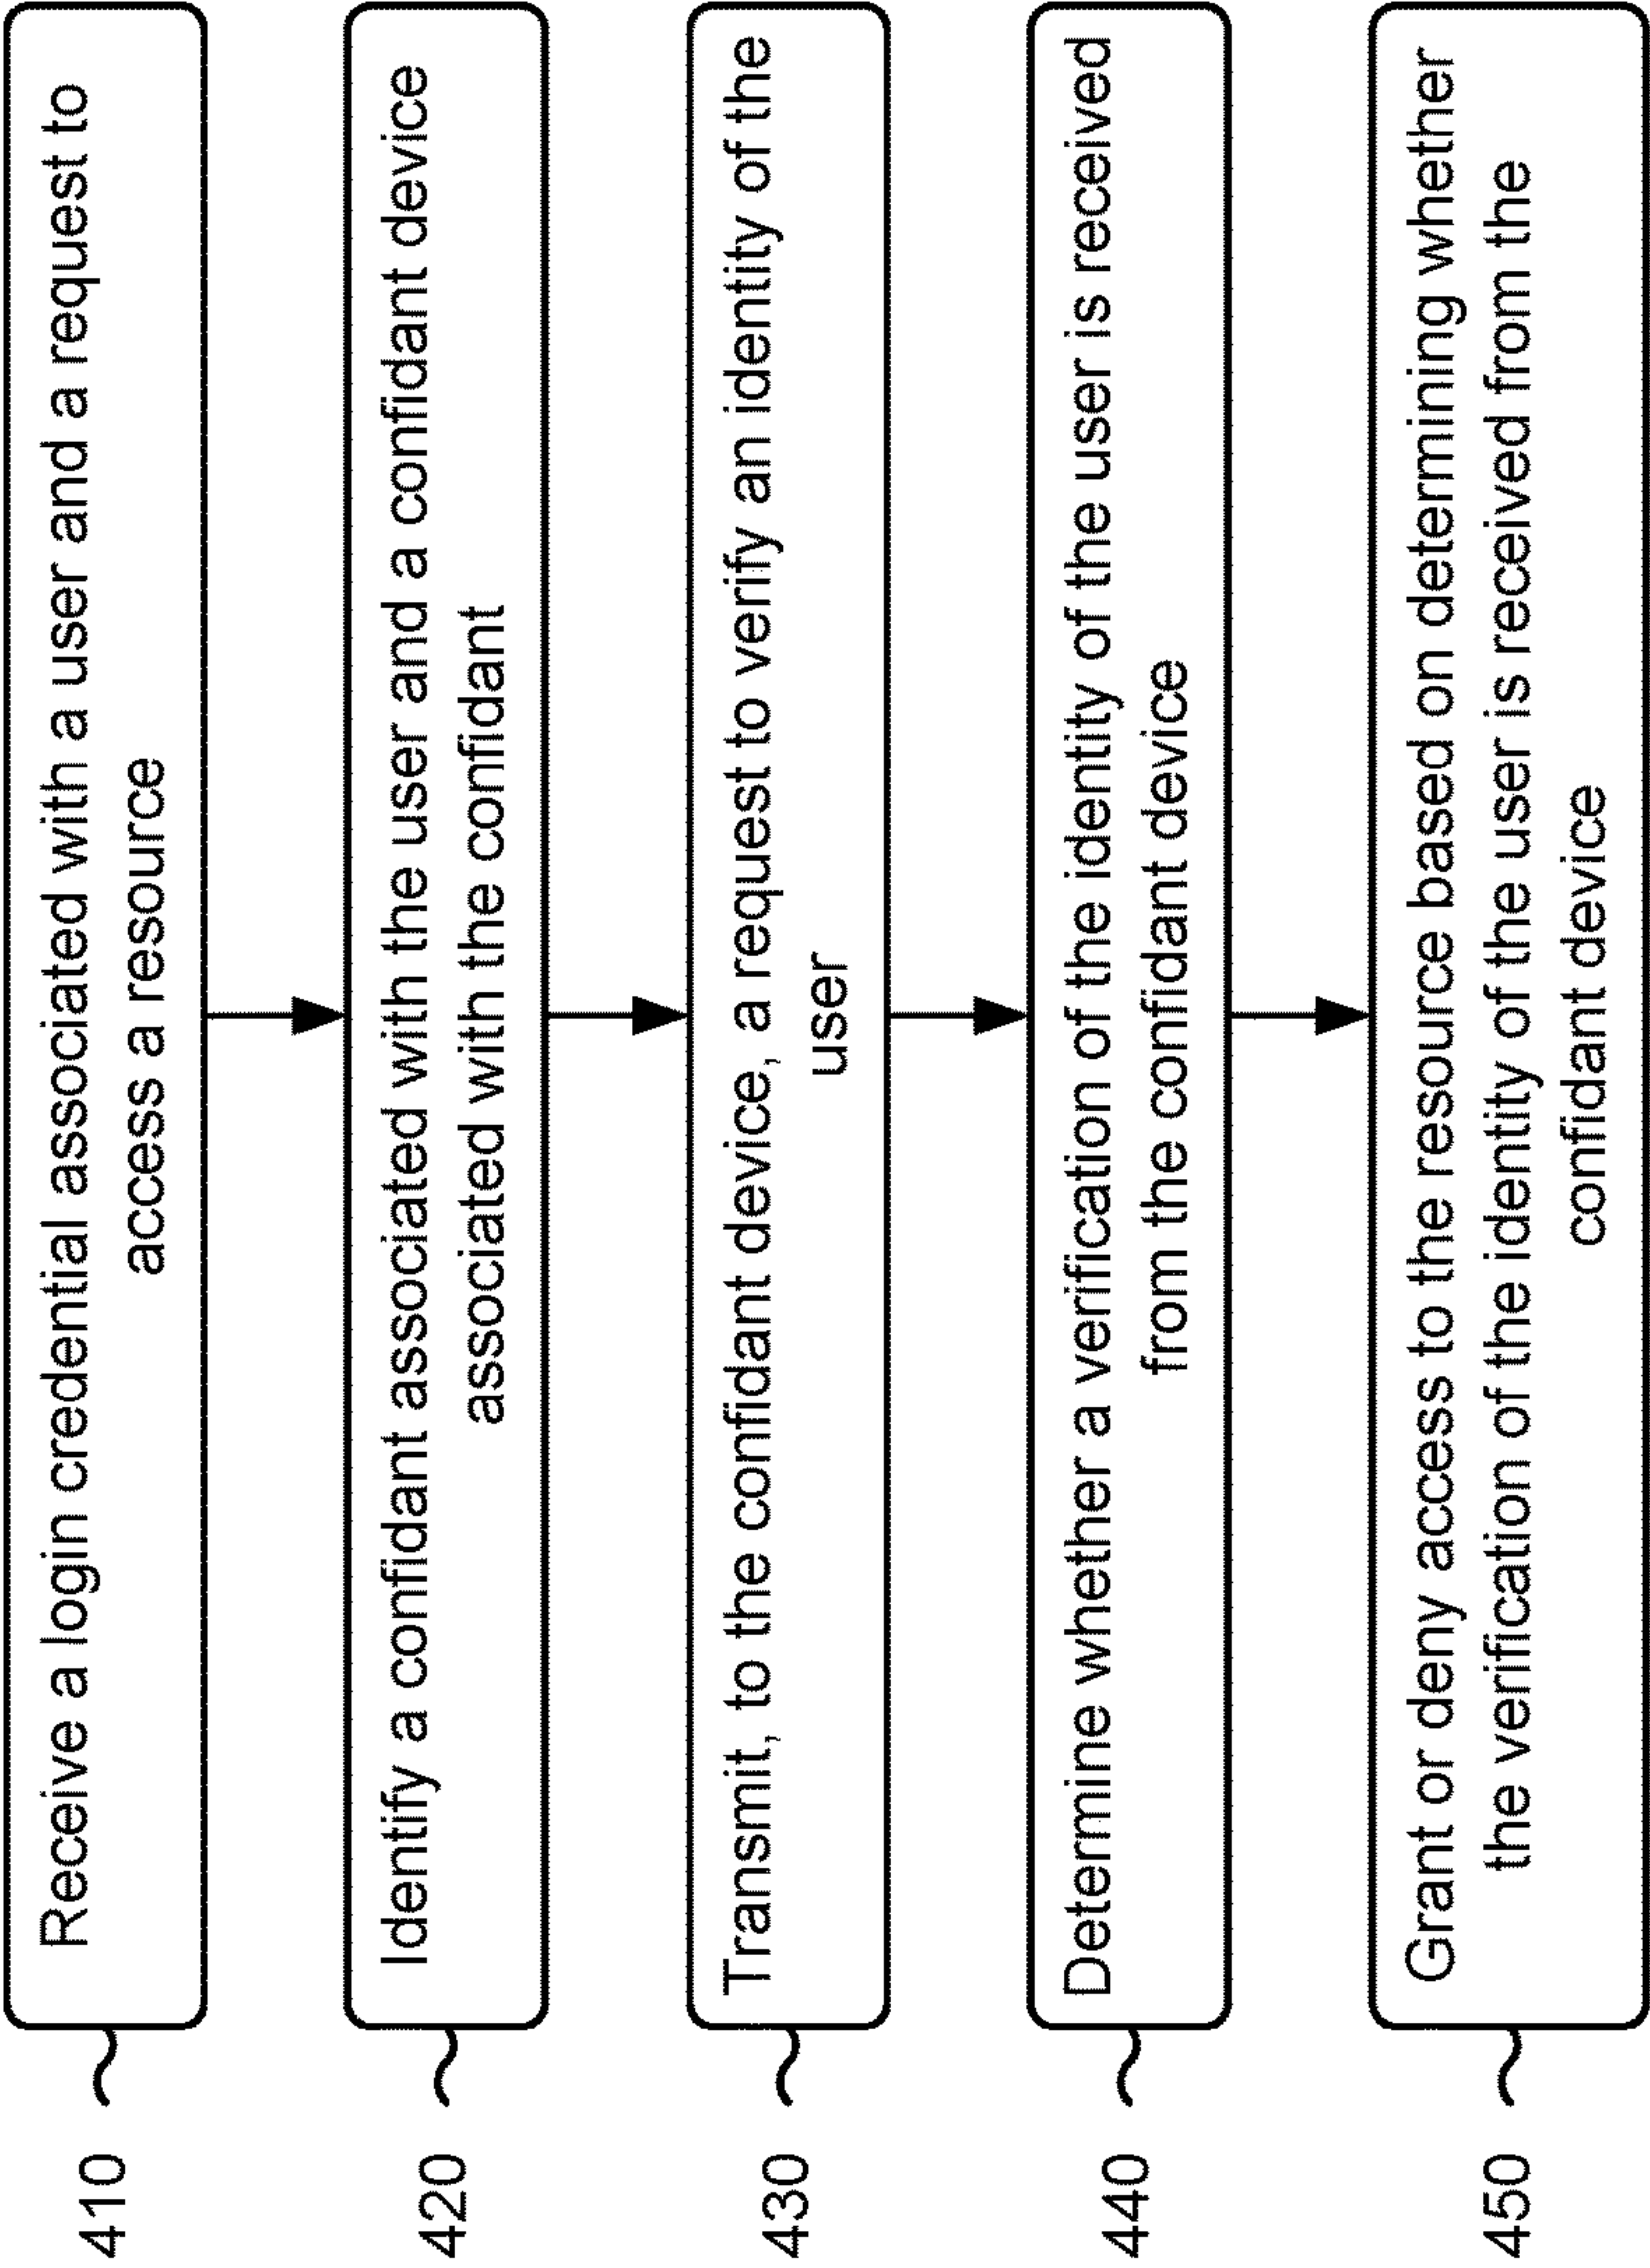 410
Receive a login credential associated with a user and a request to
access a resource
420
Identify a confidant associated with the user and a confidant device
associated with the confidant
430
Transmit, to the confidant device, a request to verify an identity of the
user
440
Determine whether a verification of the identity of the user is received
from the confidant device
450
Grant or deny access to the resource based on determining whether
the verification of the identity of the user is received from the
confidant device